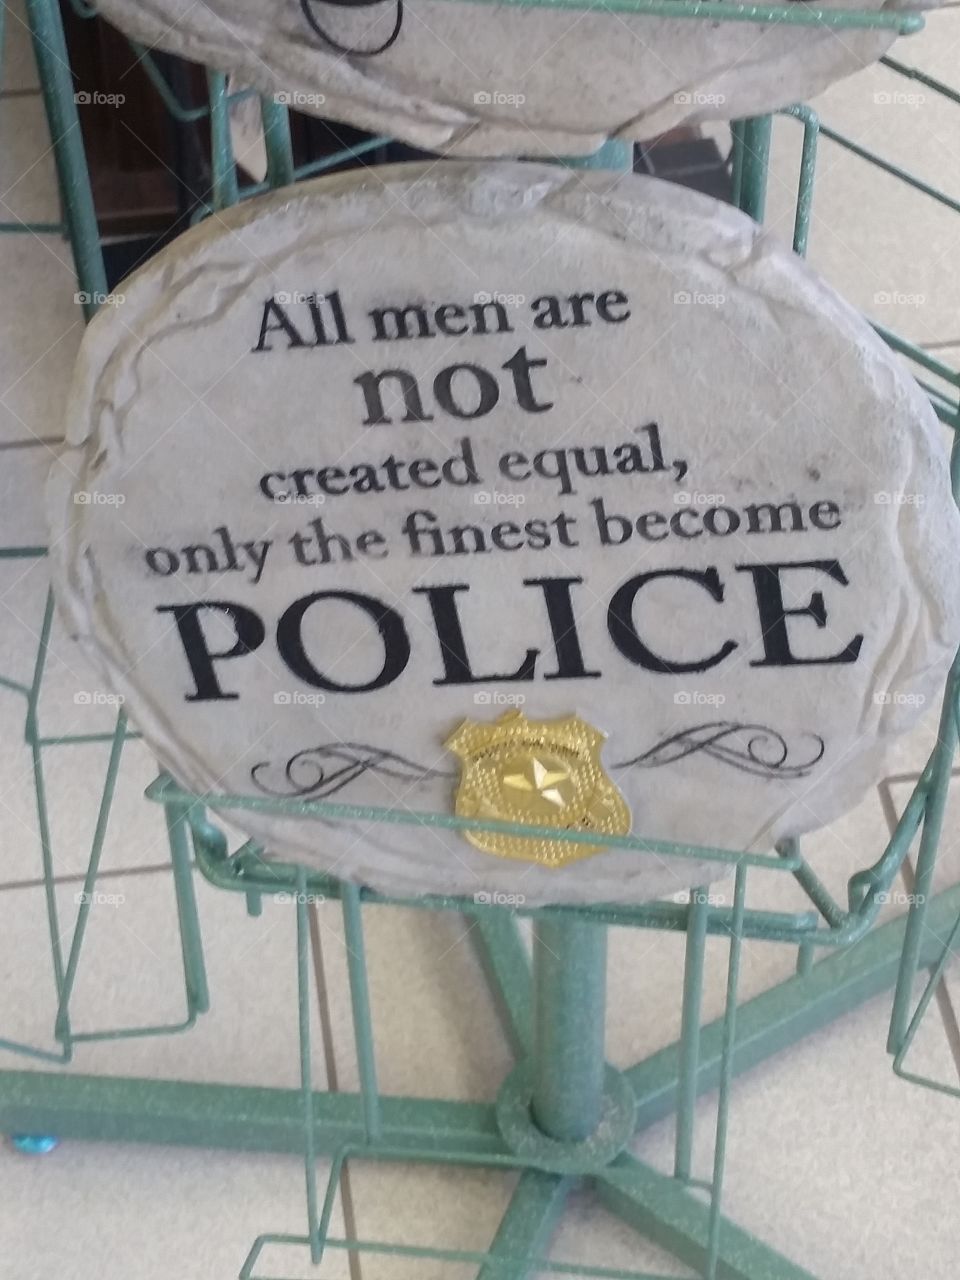 All men are
not
created equal,
only the finest become
POLICE